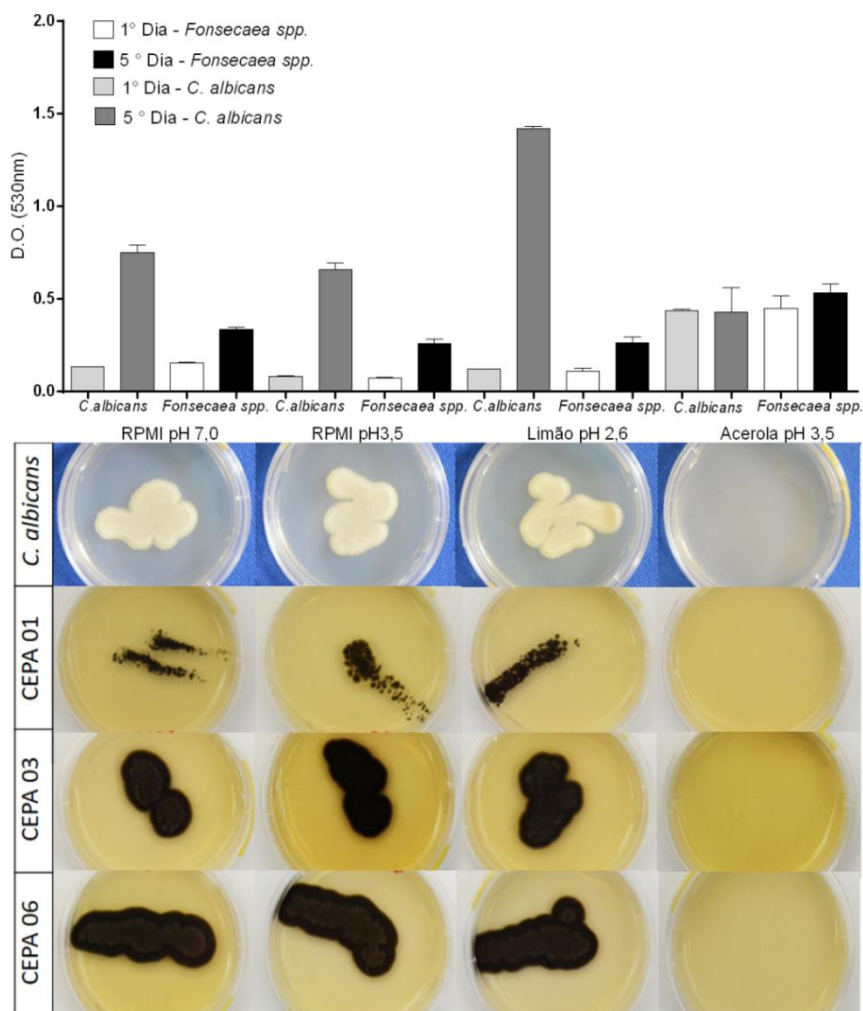 2.0
1° Dia - Fonsecaea spp.
5 ° Dia - Fonsecaea spp.
1° Dia - C. albicans
5 ° Dia - C. albicans
1.5
1.0
0.5
0.0
D.O. (530nm)
C.albicans Fonsecaea spp. C.albicans Fonsecaea spp. C.albicans Fonsecaea spp. C.albicans Fonsecaea spp.
RPMI pH 7,0 RPMI pH3,5 Limão pH 2,6 Acerola pH 3,5
C. albicans
CEPA 01
CEPA 03
CEPA 06